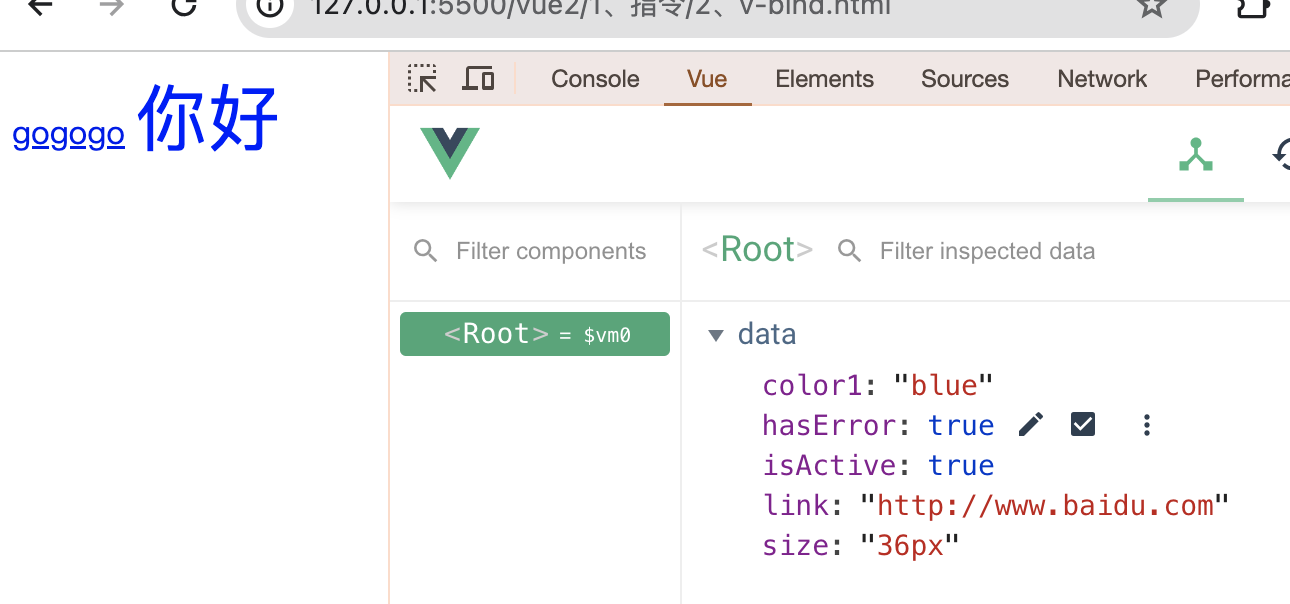 127.0.0.1:5500/vue2/1、指令/2、v-bind.html
gogogo 你好
Console Vue Elements Sources Network Performa
Filter components
<Root> Filter inspected data
<Root> = $vm0
data
color1: "blue"
hasError: true
isActive: true
link: "http://www.baidu.com"
size: "36px"